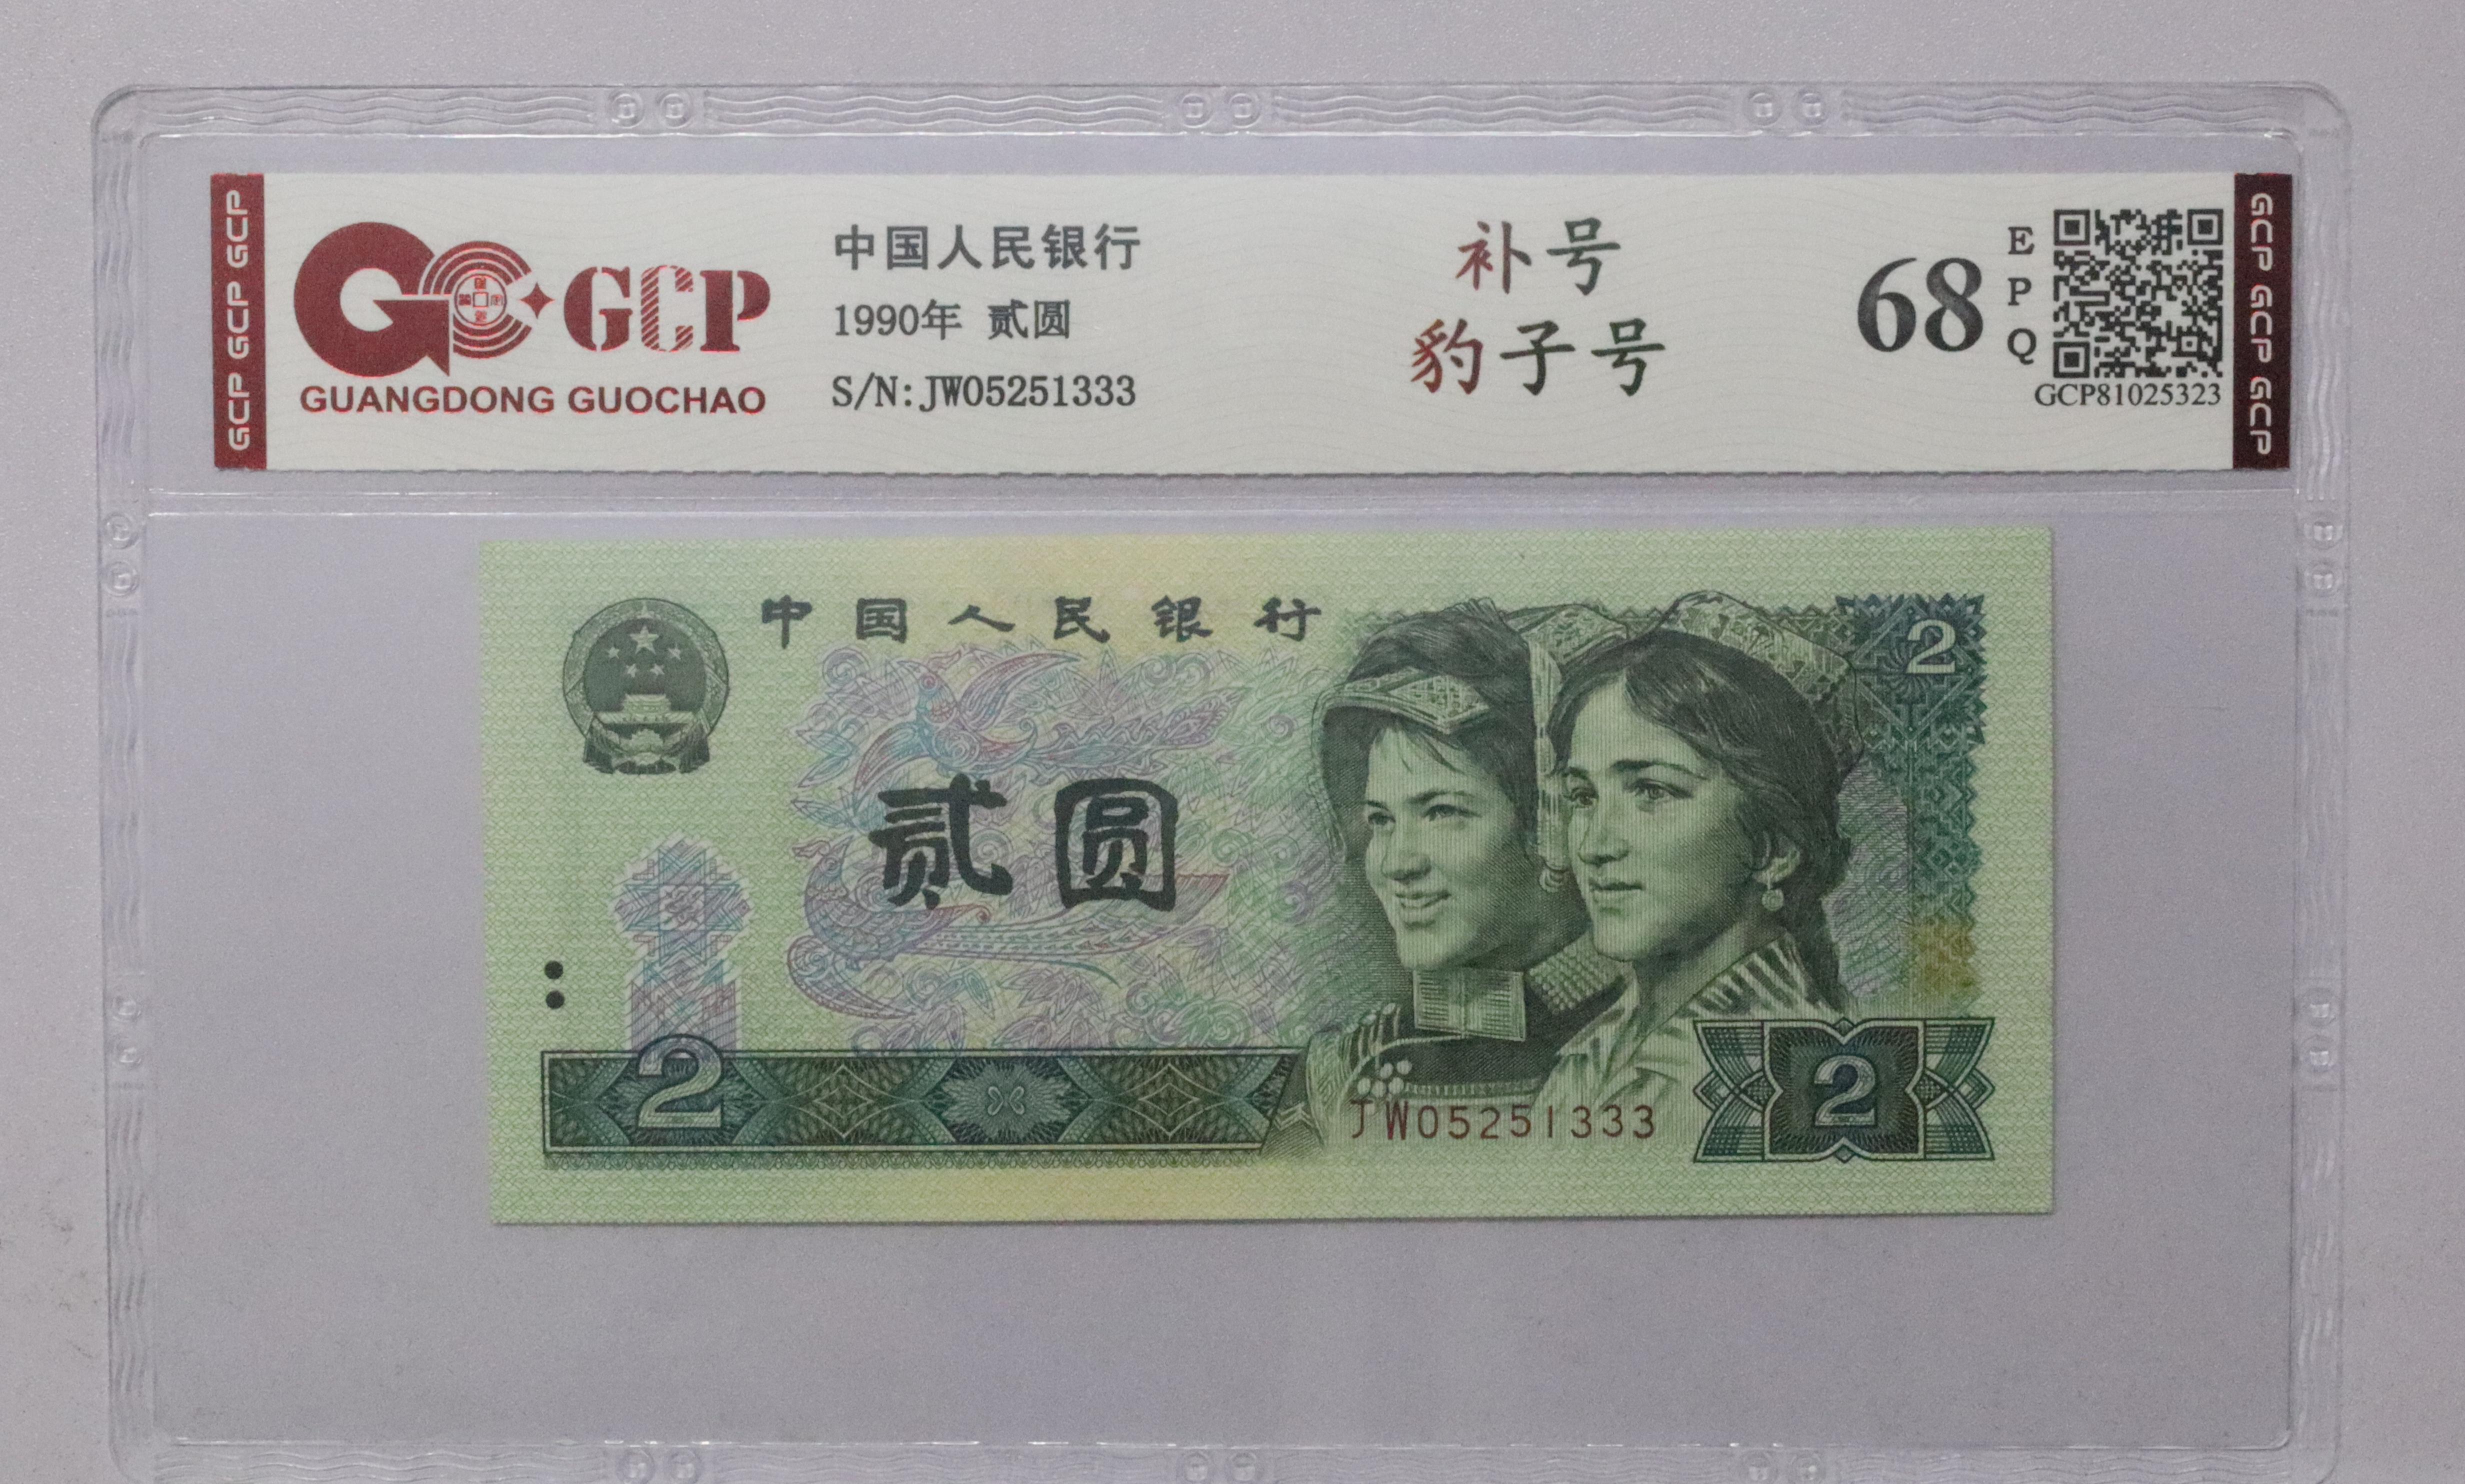 GCP GCP GCP
GCP
GUANGDONG GUOCHAO
中国人民银行
1990年 贰圆
S/N:JW05251333
补号
豹子号
68
EPQ
GCP81025323
GCP GCP GCP
中国人民银行
2
贰圆
2
JW05251333
2